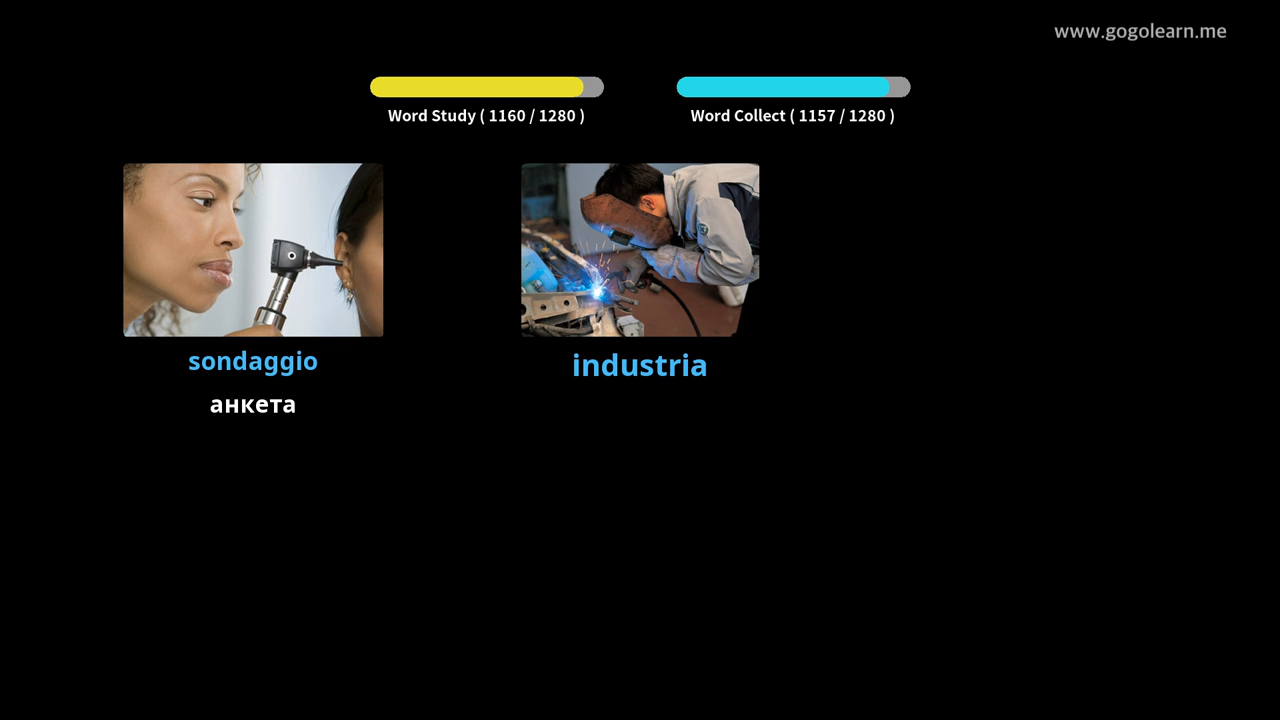 www.gogolearn.me
Word Study ( 1160 / 1280 )
Word Collect ( 1157 / 1280 )
sondaggio
industria
анкета